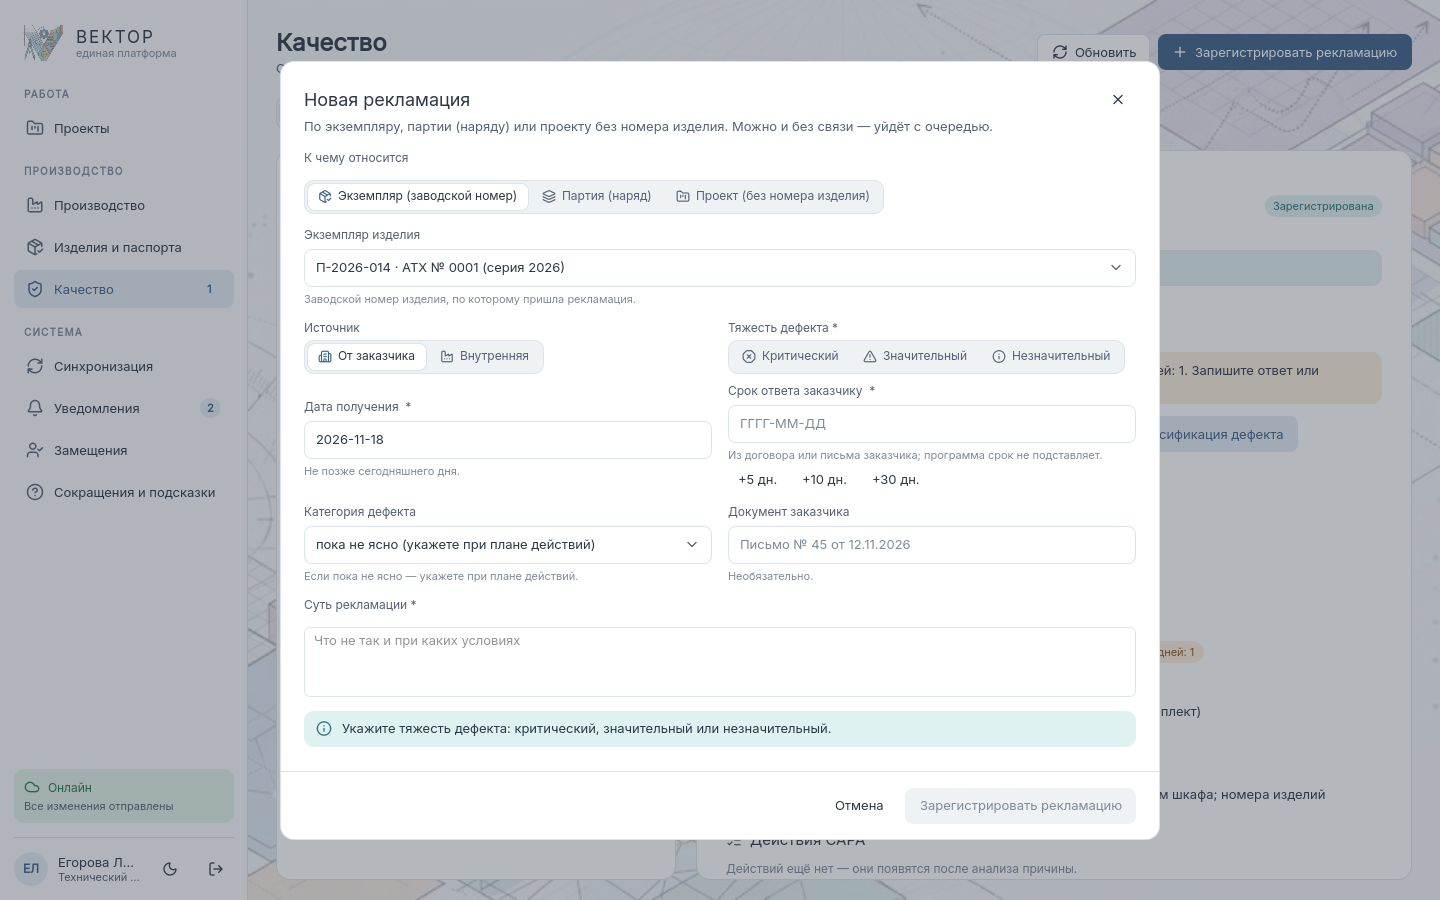 ВЕКТОР
единая платформа
РАБОТА
Проекты
ПРОИЗВОДСТВО
Производство
Изделия и паспорта
Качество 1
СИСТЕМА
Синхронизация
Уведомления 2
Замещения
Сокращения и подсказки
Онлайн
Все изменения отправлены
ЕЛ
Егорова Л...
Технический ...
Качество
Обновить
Зарегистрировать рекламацию
Новая рекламация
По экземпляру, партии (наряду) или проекту без номера изделия. Можно и без связи — уйдёт с очередью.
К чему относится
Экземпляр (заводской номер) Партия (наряд) Проект (без номера изделия)
Экземпляр изделия
П-2026-014 · АТХ № 0001 (серия 2026)
Заводской номер изделия, по которому пришла рекламация.
Источник
От заказчика Внутренняя
Тяжесть дефекта *
Критический Значительный Незначительный
Дата получения *
2026-11-18
Не позже сегодняшнего дня.
Срок ответа заказчику *
ГГГГ-ММ-ДД
Из договора или письма заказчика; программа срок не подставляет.
+5 дн. +10 дн. +30 дн.
Категория дефекта
пока не ясно (укажете при плане действий)
Если пока не ясно — укажете при плане действий.
Документ заказчика
Письмо № 45 от 12.11.2026
Необязательно.
Суть рекламации *
Что не так и при каких условиях
Укажите тяжесть дефекта: критический, значительный или незначительный.
Отмена
Зарегистрировать рекламацию
Зарегистрирована
1. Запишите ответ или
дефекта
дней: 1
шкафа; номера изделий
Действия CAPA
Действий ещё нет — они появятся после анализа причины.